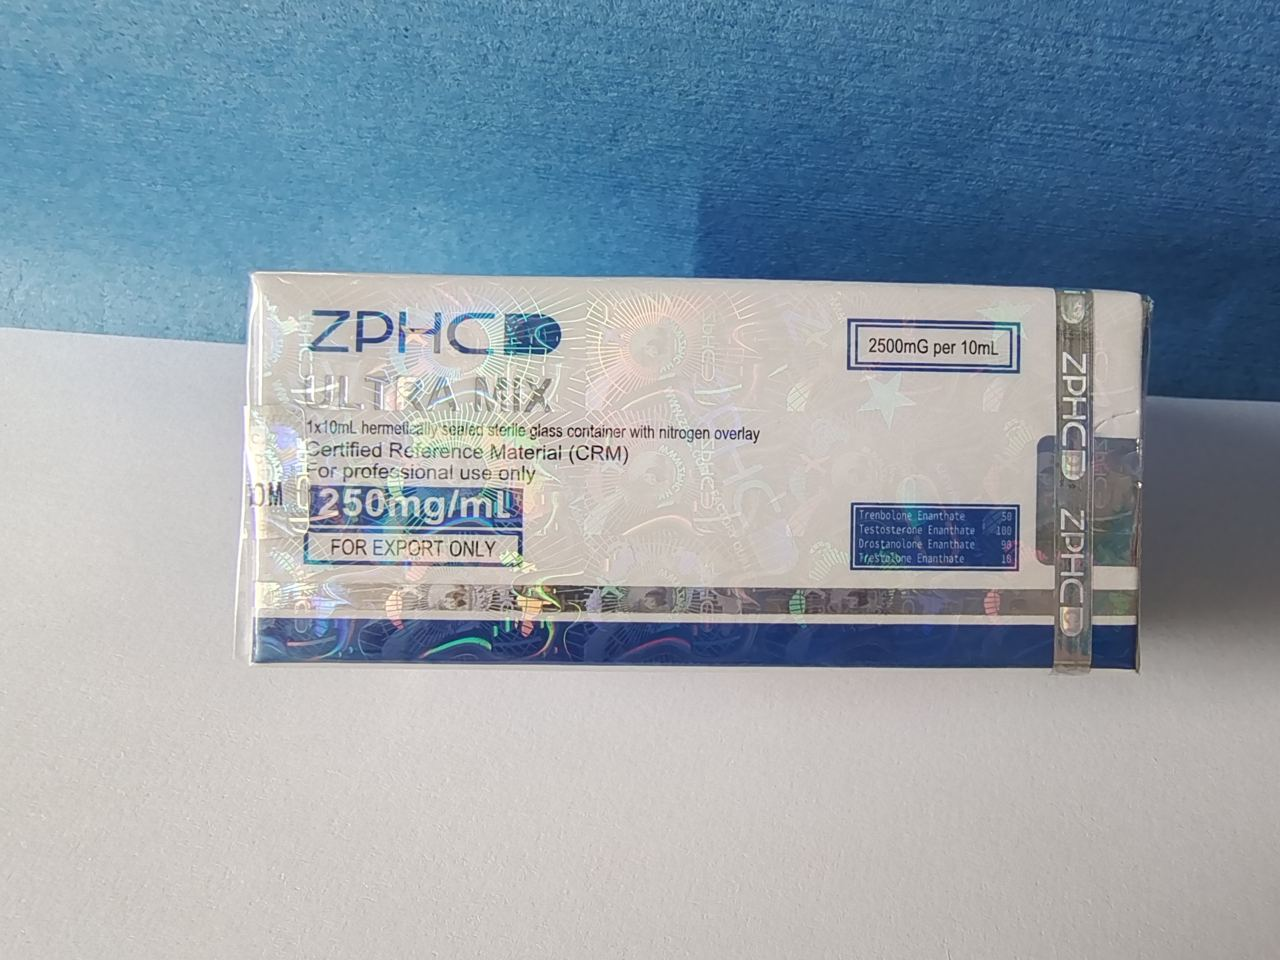 ZPHC
ULTRA MIX
1x10mL hermetically sealed sterile glass container with nitrogen overlay
Certified Reference Material (CRM)
For professional use only
250mg/mL
FOR EXPORT ONLY
2500mG per 10mL
Trenbolone Enanthate 50
Testosterone Enanthate 100
Drostanolone Enanthate 90
Trestolone Enanthate 10
ZPHC
ZPHC